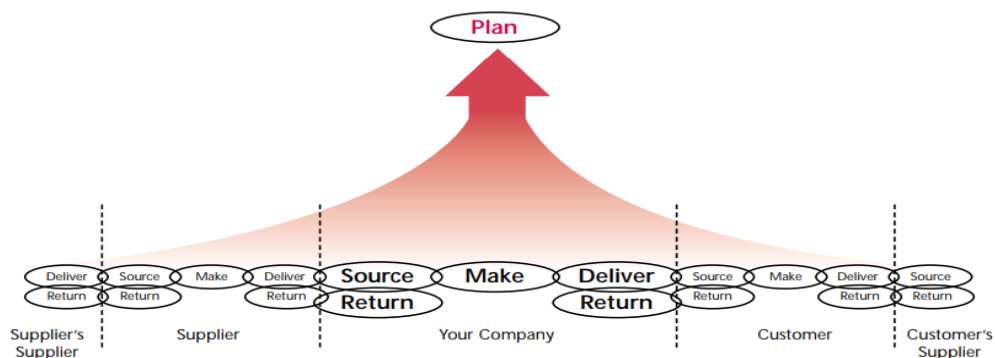 Plan
Deliver Source Make Deliver Source Make Deliver Source Make Deliver Source
Return Return Return Return Return Return Return Return
Supplier's Supplier Your Company Customer Customer's
Supplier Supplier